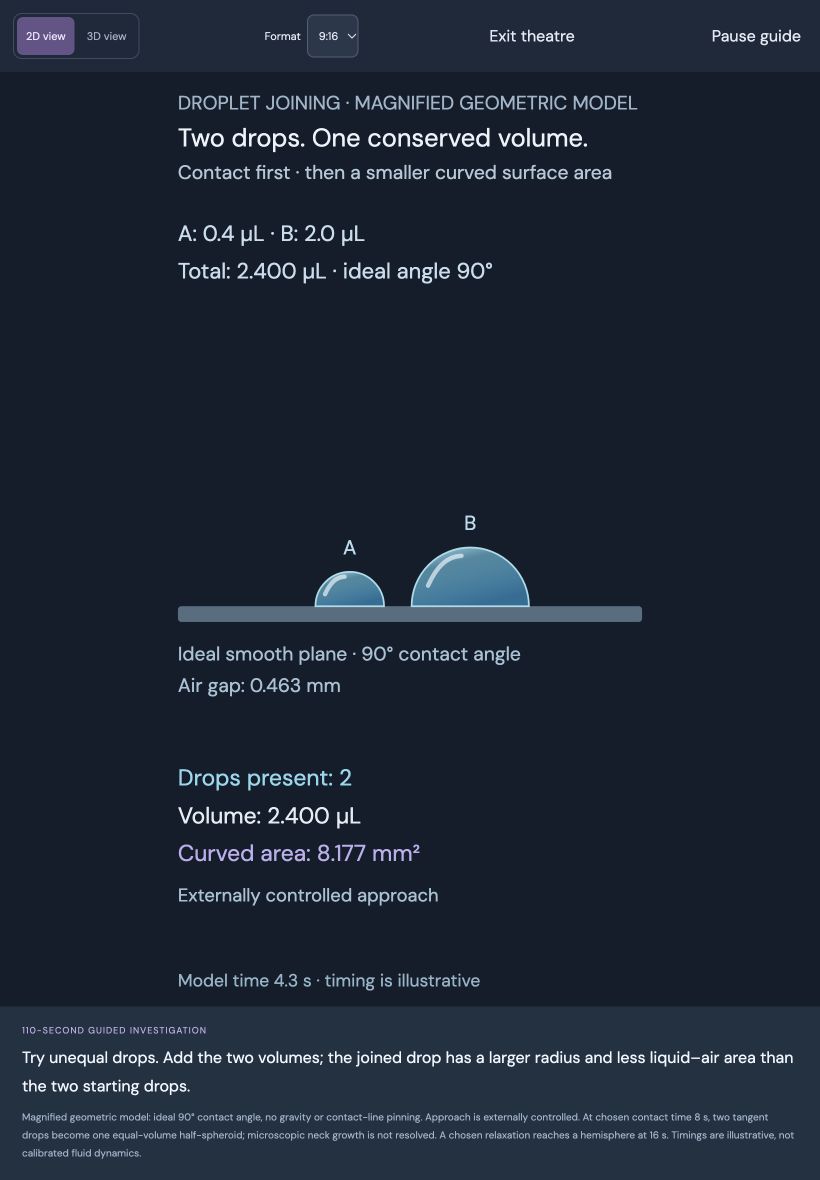 2D view
3D view
Format
9:16
Exit theatre
Pause guide
DROPLET JOINING · MAGNIFIED GEOMETRIC MODEL
Two drops. One conserved volume.
Contact first · then a smaller curved surface area
A: 0.4 µL · B: 2.0 µL
Total: 2.400 µL · ideal angle 90°
A
B
Ideal smooth plane · 90° contact angle
Air gap: 0.463 mm
Drops present: 2
Volume: 2.400 µL
Curved area: 8.177 mm²
Externally controlled approach
Model time 4.3 s · timing is illustrative
110-SECOND GUIDED INVESTIGATION
Try unequal drops. Add the two volumes; the joined drop has a larger radius and less liquid–air area than
the two starting drops.
Magnified geometric model: ideal 90° contact angle, no gravity or contact-line pinning. Approach is externally controlled. At chosen contact time 8 s, two tangent
drops become one equal-volume half-spheroid; microscopic neck growth is not resolved. A chosen relaxation reaches a hemisphere at 16 s. Timings are illustrative, not
calibrated fluid dynamics.